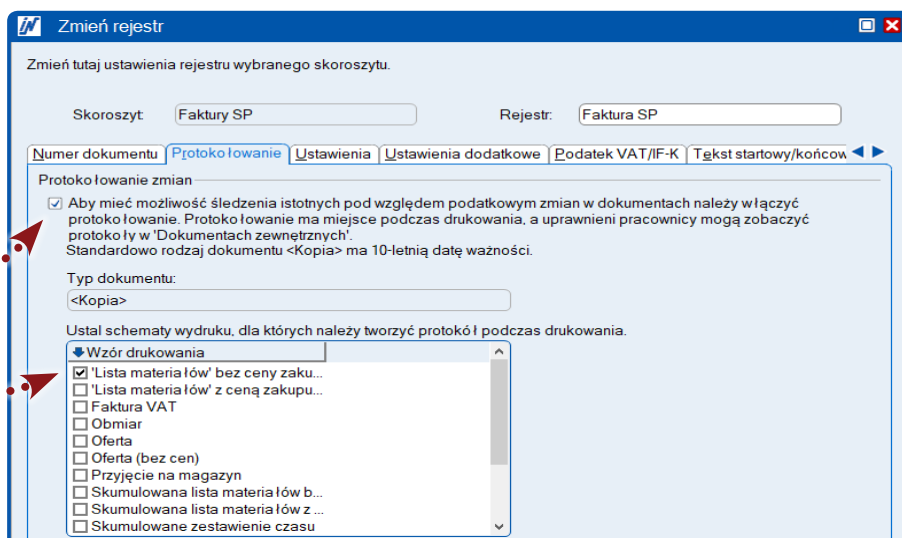 Zmień rejestr
Zmień tutaj ustawienia rejestru wybranego skoroszytu.
Skoroszyt: Faktury SP Rejestr: Faktura SP
Numer dokumentu Protokołowanie Ustawienia Ustawienia dodatkowe Podatek VAT/IF-K Tekst startowy/końcow
Protokołowanie zmian
Aby mieć możliwość śledzenia istotnych pod względem podatkowym zmian w dokumentach należy włączyć
protokołowanie. Protokołowanie ma miejsce podczas drukowania, a uprawnieni pracownicy mogą zobaczyć
protokoły w 'Dokumentach zewnętrznych'.
Standardowo rodzaj dokumentu <Kopia> ma 10-letnią datę ważności.
Typ dokumentu:
<Kopia>
Ustal schematy wydruku, dla których należy tworzyć protokół podczas drukowania.
Wzór drukowania
'Lista materiałów' bez ceny zaku...
'Lista materiałów' z ceną zakupu...
Faktura VAT
Obmiar
Oferta
Oferta (bez cen)
Przyjęcie na magazyn
Skumulowana lista materiałów b...
Skumulowana lista materiałów z ...
Skumulowane zestawienie czasu